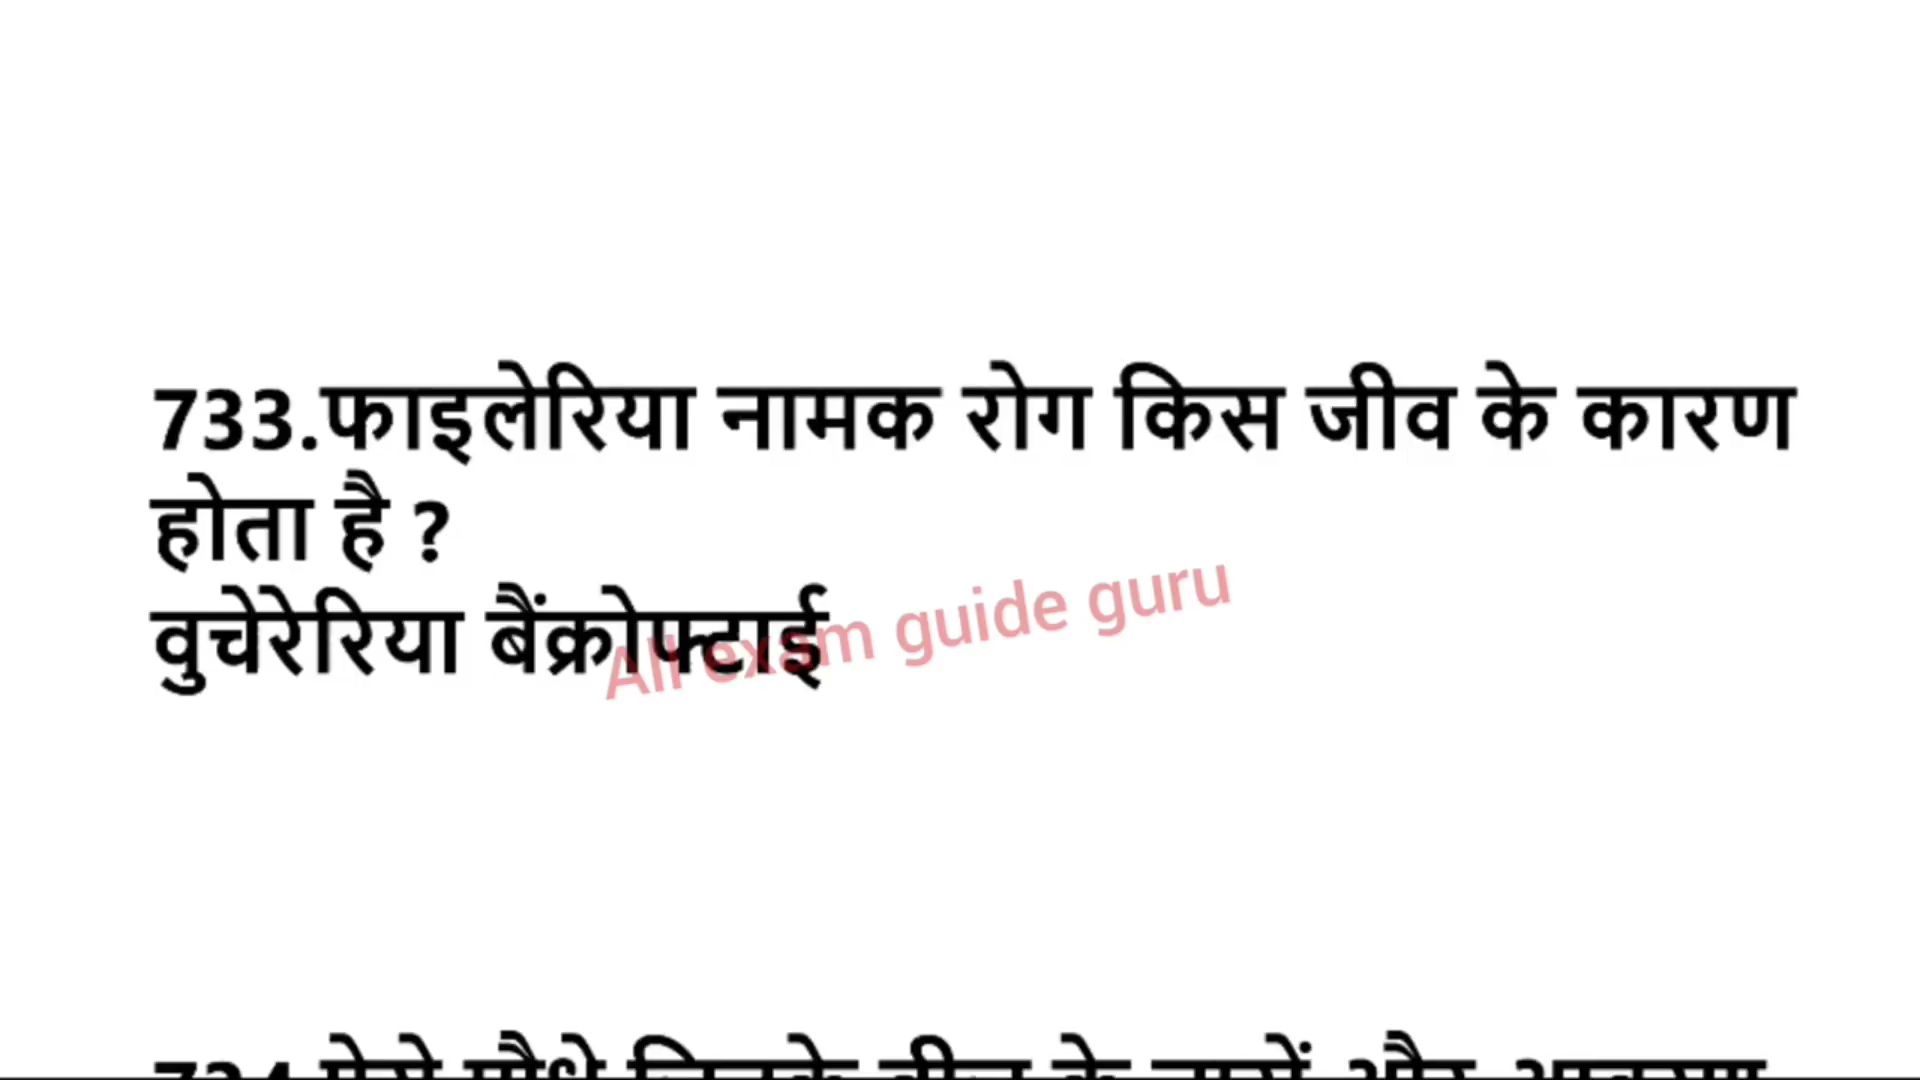 733.फाइलेरिया नामक रोग किस जीव के कारण
होता है ?
वुचेरेरिया बैंक्रोफ्टाई
All exam guide guru